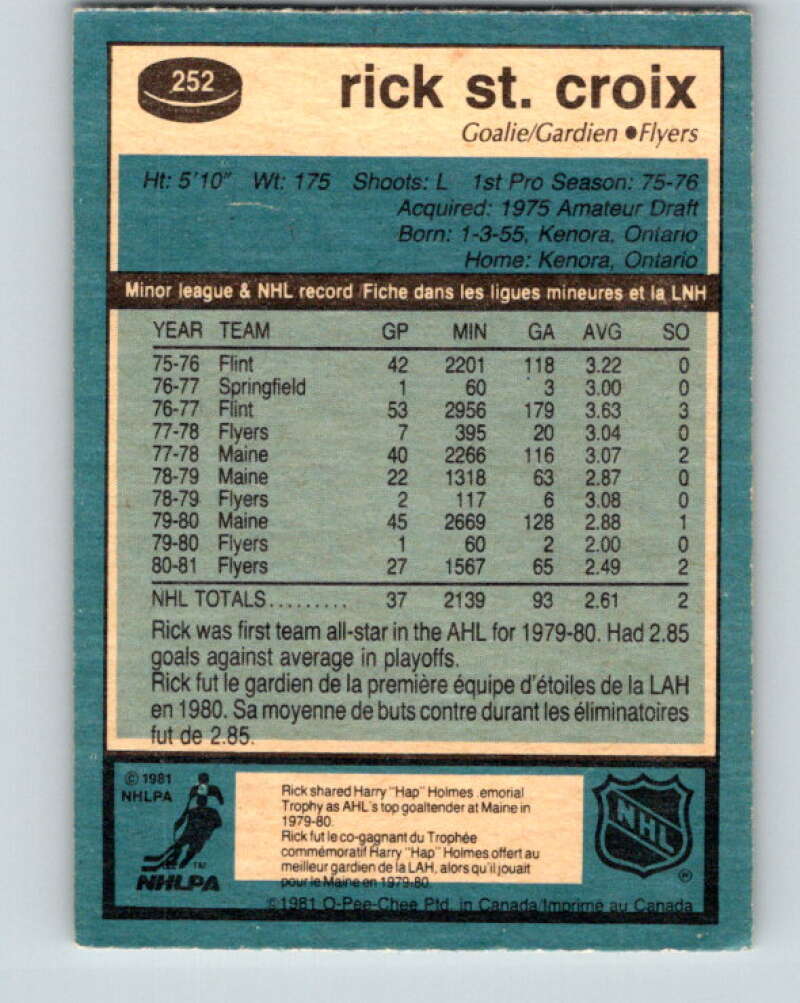 252
rick st. croix
Goalie/Gardien ●Flyers
Ht: 5'10" Wt: 175 Shoots: L 1st Pro Season: 75-76
Acquired: 1975 Amateur Draft
Born: 1-3-55, Kenora, Ontario
Home: Kenora, Ontario
Minor league & NHL record Fiche dans les ligues mineures et la LNH
YEAR TEAM GP MIN GA AVG SO
75-76 Flint 42 2201 118 3.22 0
76-77 Springfield 1 60 3 3.00 0
76-77 Flint 53 2956 179 3.63 3
77-78 Flyers 7 395 20 3.04 0
77-78 Maine 40 2266 116 3.07 2
78-79 Maine 22 1318 63 2.87 0
78-79 Flyers 2 117 6 3.08 0
79-80 Maine 45 2669 128 2.88 1
79-80 Flyers 1 60 2 2.00 0
80-81 Flyers 27 1567 65 2.49 2
NHL TOTALS......... 37 2139 93 2.61 2
Rick was first team all-star in the AHL for 1979-80. Had 2.85
goals against average in playoffs.
Rick fut le gardien de la première équipe d'étoiles de la LAH
en 1980. Sa moyenne de buts contre durant les éliminatoires
fut de 2.85.
© 1981
NHLPA
TM
NHLPA
Rick shared Harry "Hap" Holmes .emorial
Trophy as AHL's top goaltender at Maine in
1979-80.
Rick fut le co-gagnant du Trophée
commémoratif Harry "Hap" Holmes offert au
meilleur gardien de la LAH, alors qu'il jouait
pour le Maine en 1979-80.
NHL
®
© 1981 O-Pee-Chee Ptd. in Canada/Imprimé au Canada